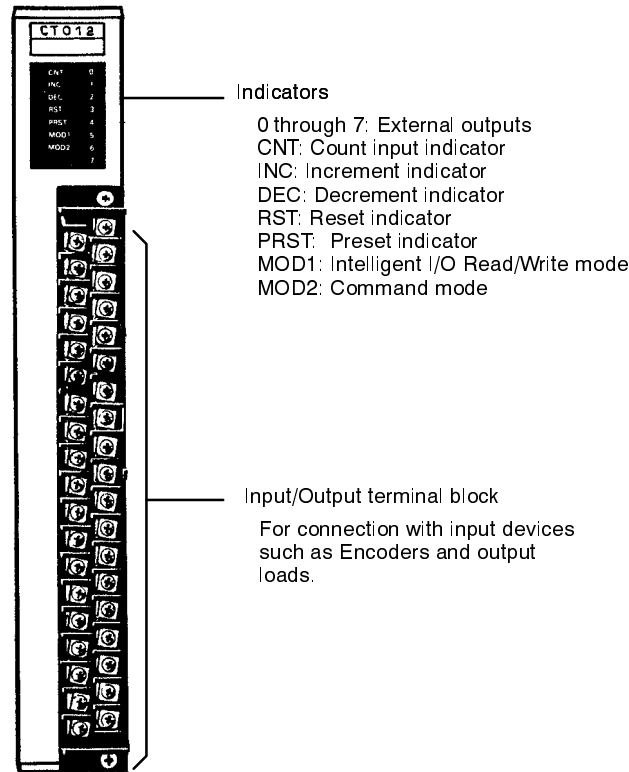 CT012
CNT 0
INC 1
DEC 2
RST 3
PRST 4
MOD1 5
MOD2 6
7
Indicators
0 through 7: External outputs
CNT: Count input indicator
INC: Increment indicator
DEC: Decrement indicator
RST: Reset indicator
PRST: Preset indicator
MOD1: Intelligent I/O Read/Write mode
MOD2: Command mode
Input/Output terminal block
For connection with input devices
such as Encoders and output
loads.